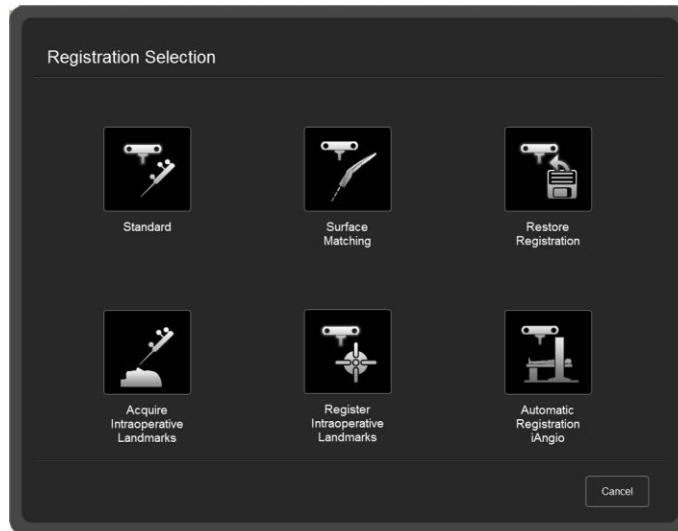 Registration Selection
Standard
Surface
Matching
Restore
Registration
Acquire
Intraoperative
Landmarks
Register
Intraoperative
Landmarks
Automatic
Registration
iAngio
Cancel